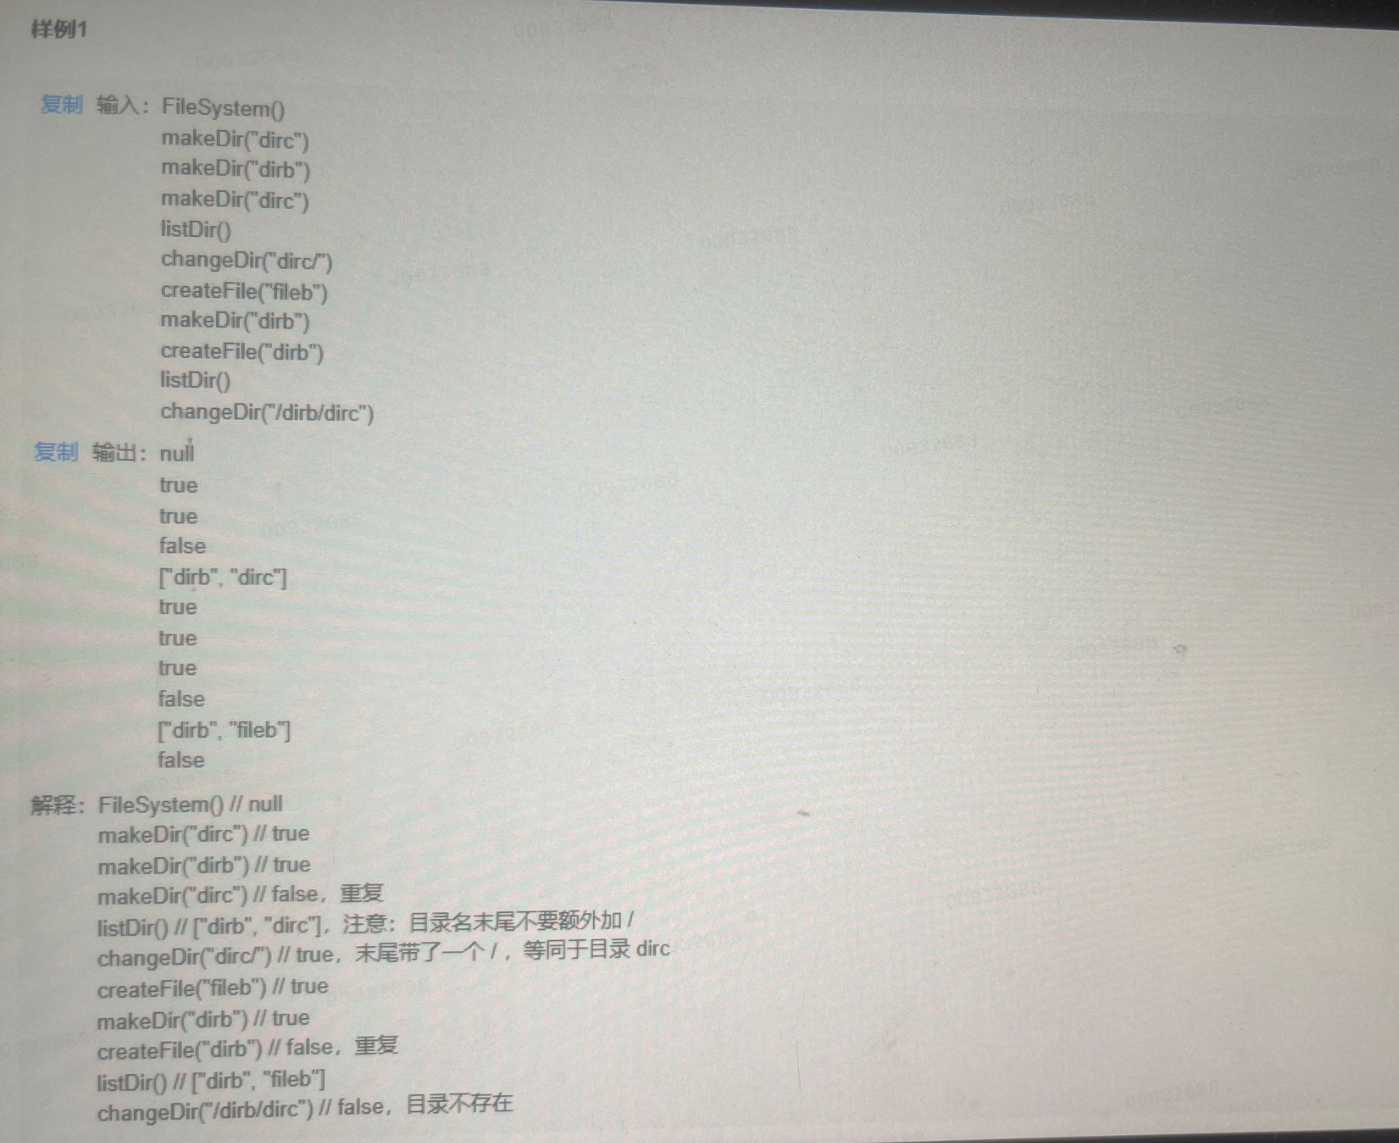 样例1
复制 输入：FileSystem()
makeDir("dirc")
makeDir("dirb")
makeDir("dirc")
listDir()
changeDir("dirc/")
createFile("fileb")
makeDir("dirb")
createFile("dirb")
listDir()
changeDir("/dirb/dirc")
复制 输出：null
true
true
false
["dirb", "dirc"]
true
true
true
false
["dirb", "fileb"]
false
解释：FileSystem() // null
makeDir("dirc") // true
makeDir("dirb") // true
makeDir("dirc") // false，重复
listDir() // ["dirb", "dirc"]，注意：目录名末尾不要额外加 /
changeDir("dirc/") // true，末尾带了一个 / ，等同于目录 dirc
createFile("fileb") // true
makeDir("dirb") // true
createFile("dirb") // false，重复
listDir() // ["dirb", "fileb"]
changeDir("/dirb/dirc") // false，目录不存在